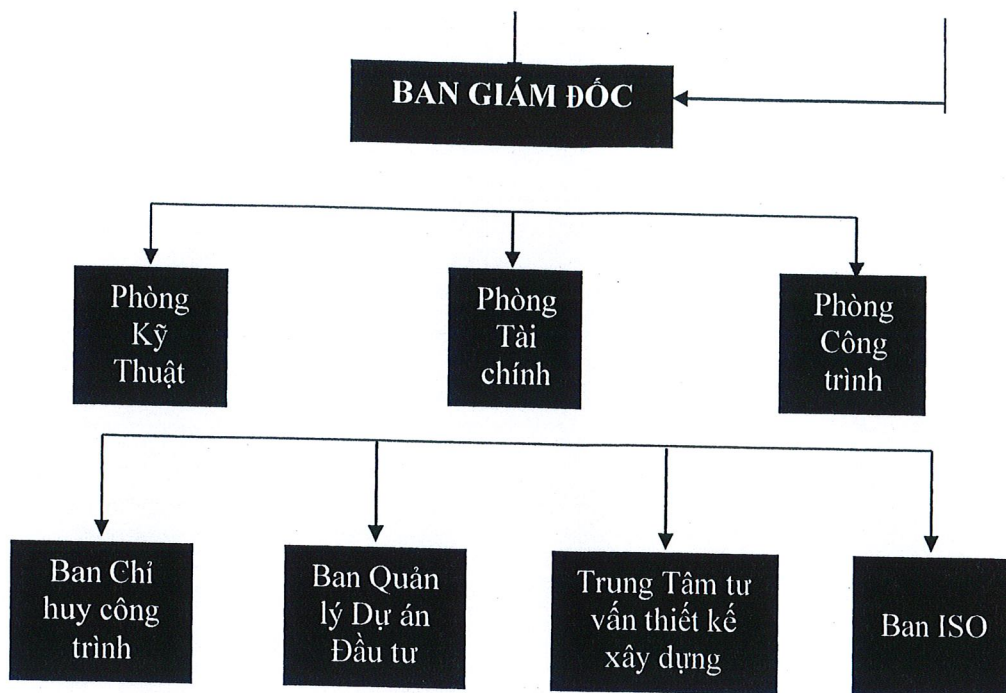 BAN GIÁM ĐỐC
Phòng
Kỹ
Thuật
Phòng
Tài
chính
Phòng
Công
trình
Ban Chỉ
huy công
trình
Ban Quản
lý Dự án
Đầu tư
Trung Tâm tư
vấn thiết kế
xây dựng
Ban ISO